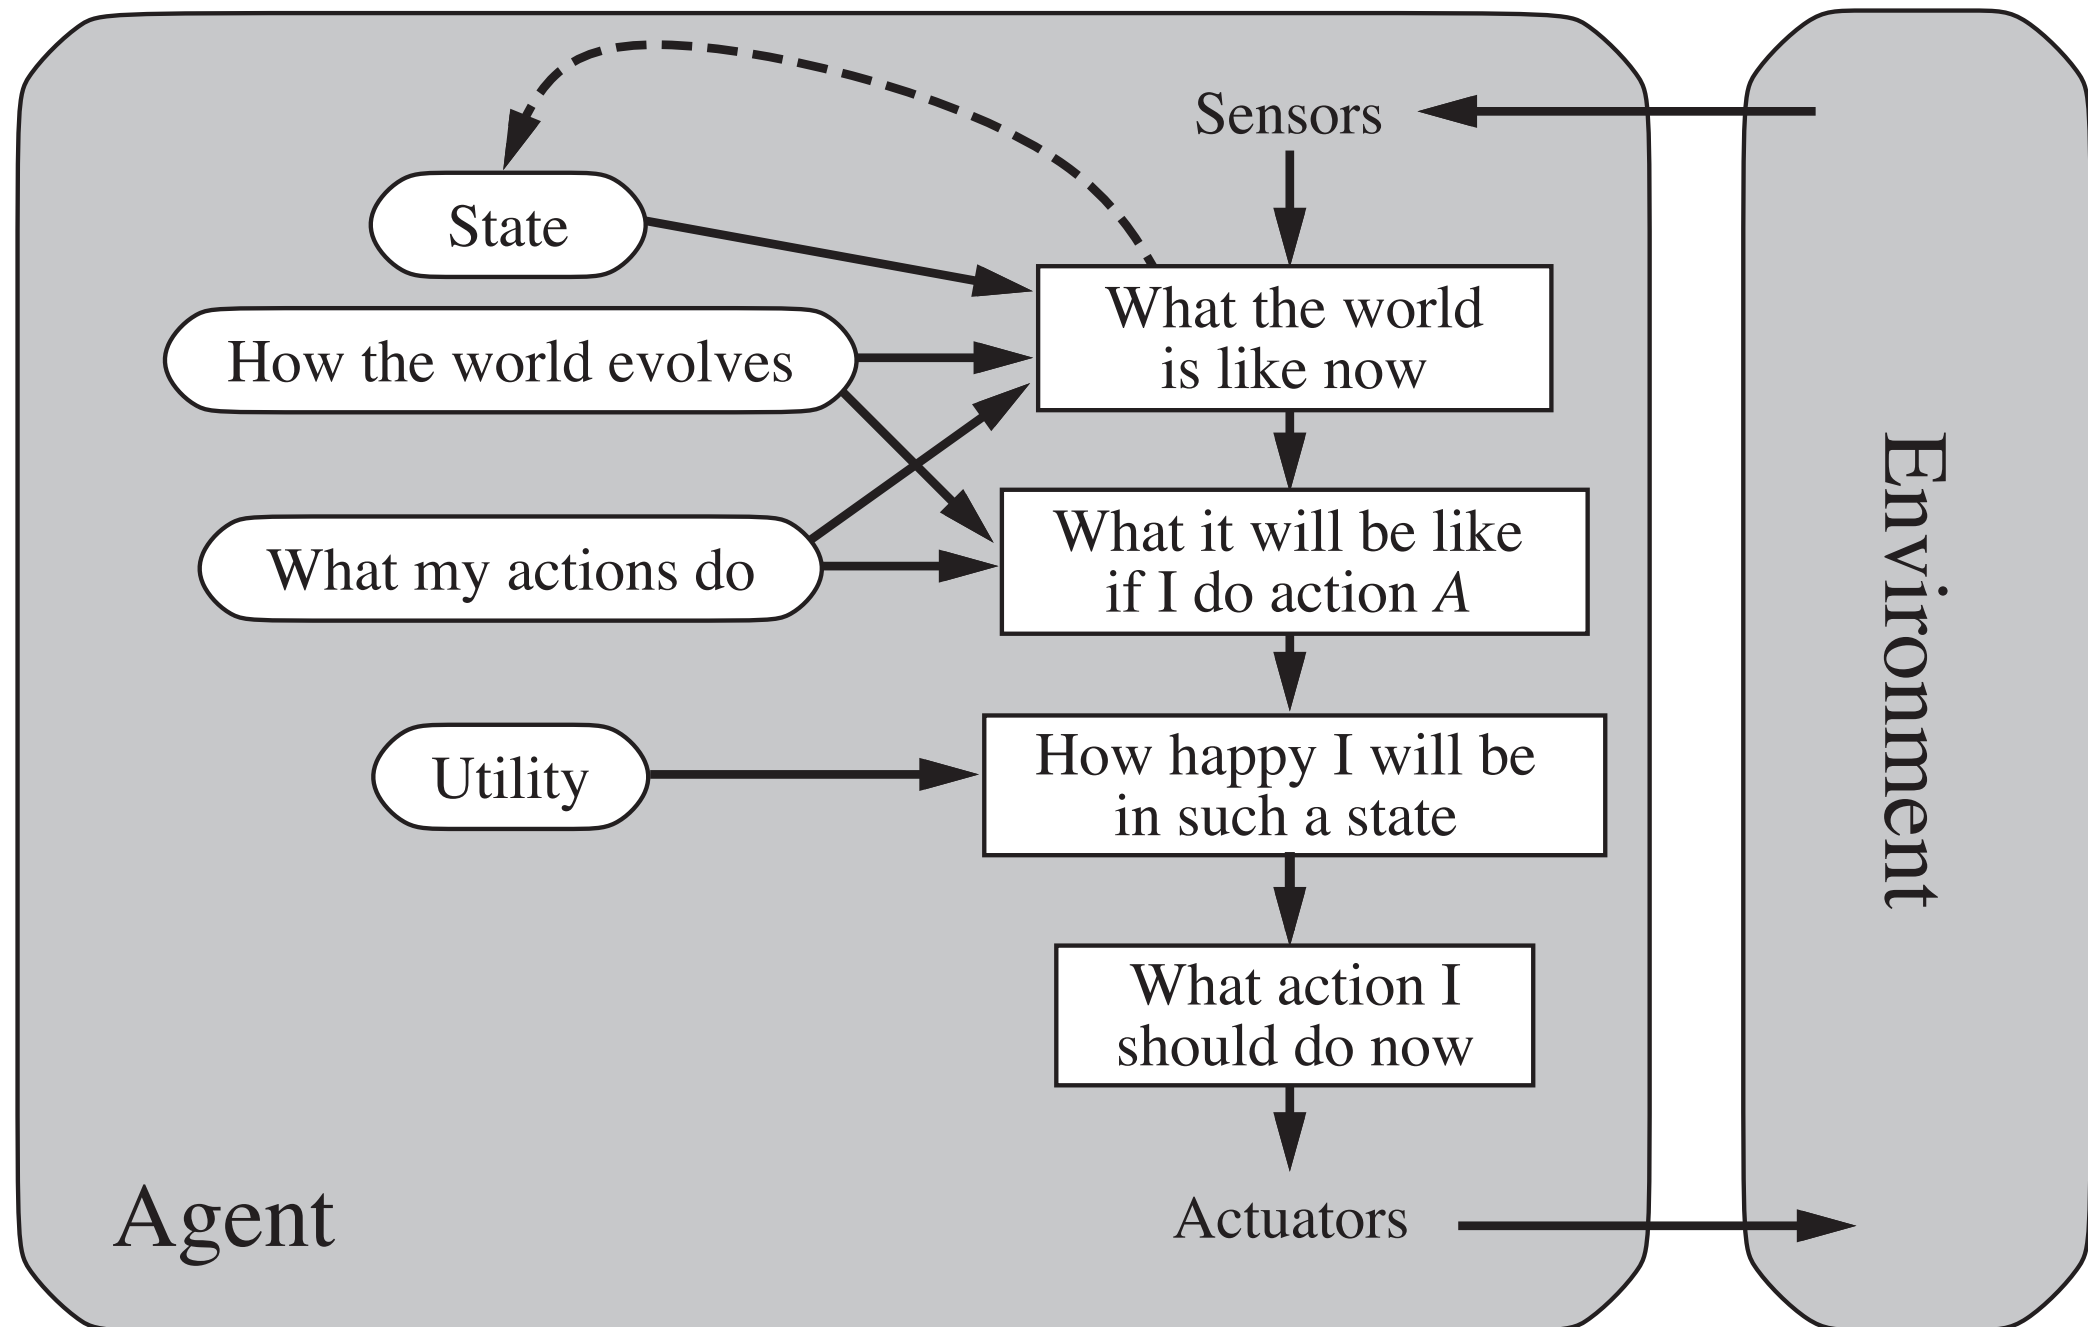 Sensors
State
What the world
is like now
How the world evolves
What it will be like
if I do action A
What my actions do
How happy I will be
in such a state
Utility
What action I
should do now
Agent
Actuators
Environment